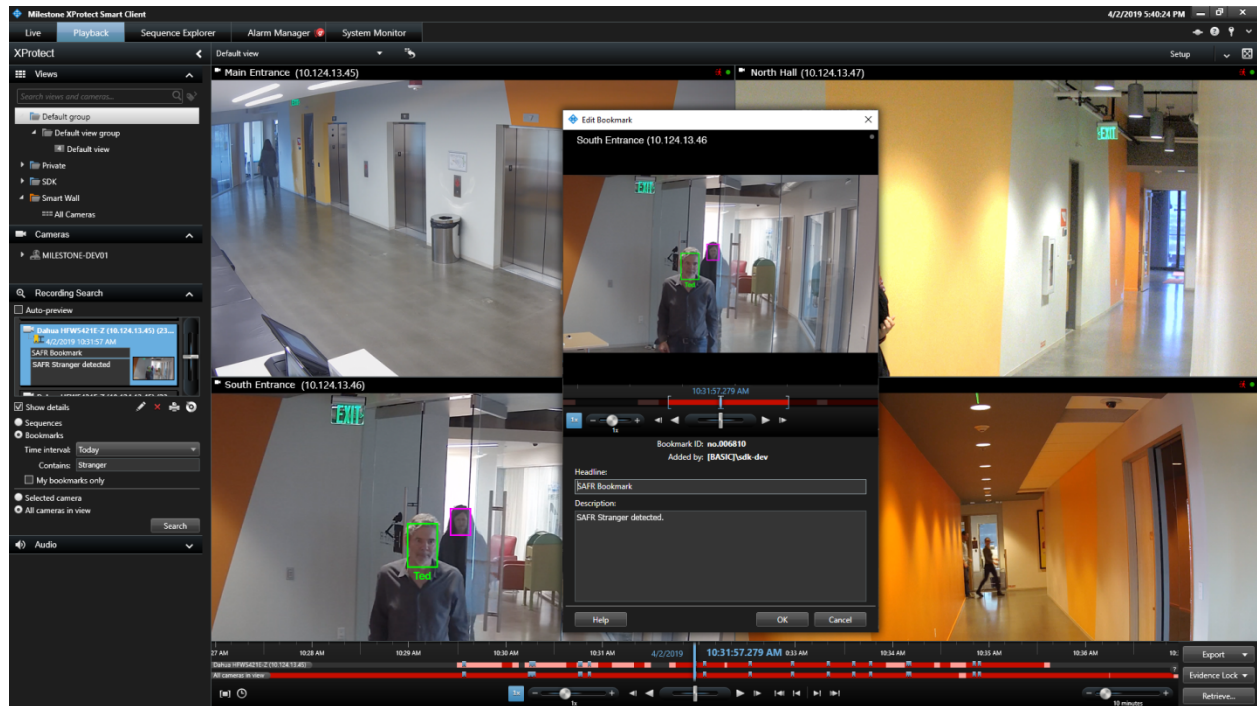 Milestone XProtect Smart Client
4/2/2019 5:40:24 PM
Live Playback Sequence Explorer Alarm Manager System Monitor
XProtect
Default view
Setup
Views
Search views and cameras...
Default group
Default view group
Default view
Private
SDK
Smart Wall
All Cameras
Cameras
MILESTONE-DEV01
Recording Search
Auto-preview
Dahua HFW5421E-Z (10.124.13.45) (23...
4/2/2019 10:31:57 AM
SAFR Bookmark
SAFR Stranger detected
Show details
Sequences
Bookmarks
Time interval: Today
Contains: Stranger
My bookmarks only
Selected camera
All cameras in view
Search
Audio
Main Entrance (10.124.13.45)
North Hall (10.124.13.47)
EXIT
South Entrance (10.124.13.46)
EXIT
Ted
Edit Bookmark
South Entrance (10.124.13.46
EXIT
Ted
10:31:57.279 AM
1x
1x
Bookmark ID: no.006810
Added by: [BASIC]\sdk-dev
Headline:
SAFR Bookmark
Description:
SAFR Stranger detected.
Help OK Cancel
27 AM 10:28 AM 10:29 AM 10:30 AM 10:31 AM 4/2/2019 10:31:57.279 AM 0:33 AM 10:34 AM 10:35 AM 10:36 AM 10:
Dahua HFW5421E-Z (10.124.13.45)
All cameras in view
1x
1x
10 minutes
Export
Evidence Lock
Retrieve...